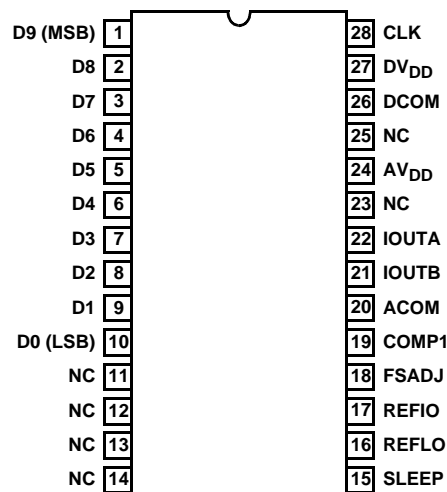 D9 (MSB) 1 28 CLK
D8 2 27 DVDD
D7 3 26 DCOM
D6 4 25 NC
D5 5 24 AVDD
D4 6 23 NC
D3 7 22 IOUTA
D2 8 21 IOUTB
D1 9 20 ACOM
D0 (LSB) 10 19 COMP1
NC 11 18 FSADJ
NC 12 17 REFIO
NC 13 16 REFLO
NC 14 15 SLEEP